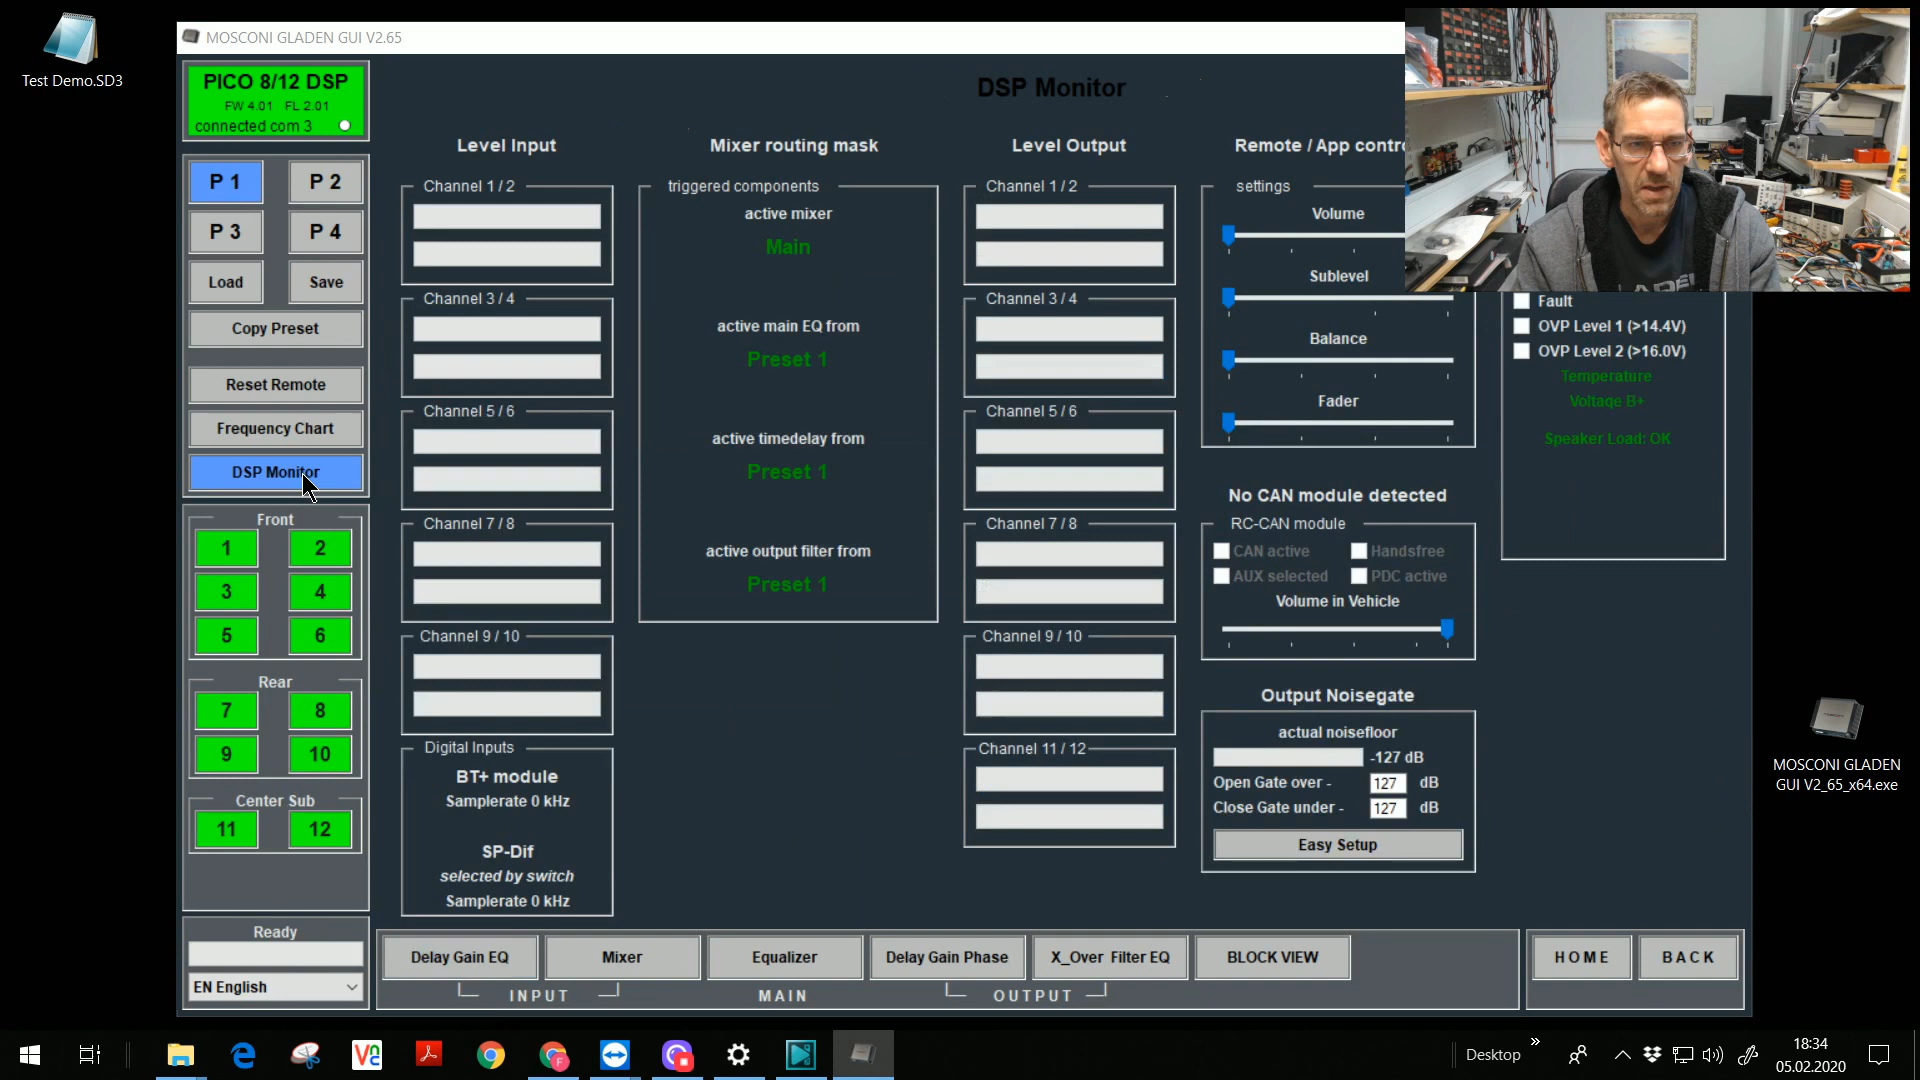 Test Demo.SD3
MOSCONI GLADEN GUI V2.65
PICO 8/12 DSP
FW 4.01 FL 2.01
connected com 3
P 1
P 2
P 3
P 4
Load
Save
Copy Preset
Reset Remote
Frequency Chart
DSP Monitor
Front
1
2
3
4
5
6
Rear
7
8
9
10
Center Sub
11
12
Ready
EN English
DSP Monitor
Level Input
Channel 1 / 2
Channel 3 / 4
Channel 5 / 6
Channel 7 / 8
Channel 9 / 10
Digital Inputs
BT+ module
Samplerate 0 kHz
SP-Dif
selected by switch
Samplerate 0 kHz
Mixer routing mask
triggered components
active mixer
Main
active main EQ from
Preset 1
active timedelay from
Preset 1
active output filter from
Preset 1
Level Output
Channel 1 / 2
Channel 3 / 4
Channel 5 / 6
Channel 7 / 8
Channel 9 / 10
Channel 11 / 12
Remote / App contro
settings
Volume
Sublevel
Balance
Fader
No CAN module detected
RC-CAN module
CAN active
Handsfree
AUX selected
PDC active
Volume in Vehicle
Output Noisegate
actual noisefloor
-127 dB
Open Gate over - 127 dB
Close Gate under - 127 dB
Easy Setup
Fault
OVP Level 1 (>14.4V)
OVP Level 2 (>16.0V)
Temperature
Voltage B+
Speaker Load: OK
Delay Gain EQ
Mixer
Equalizer
Delay Gain Phase
X_Over Filter EQ
BLOCK VIEW
HOME
BACK
INPUT
MAIN
OUTPUT
MOSCONI GLADEN
GUI V2_65_x64.exe
Desktop
18:34
05.02.2020